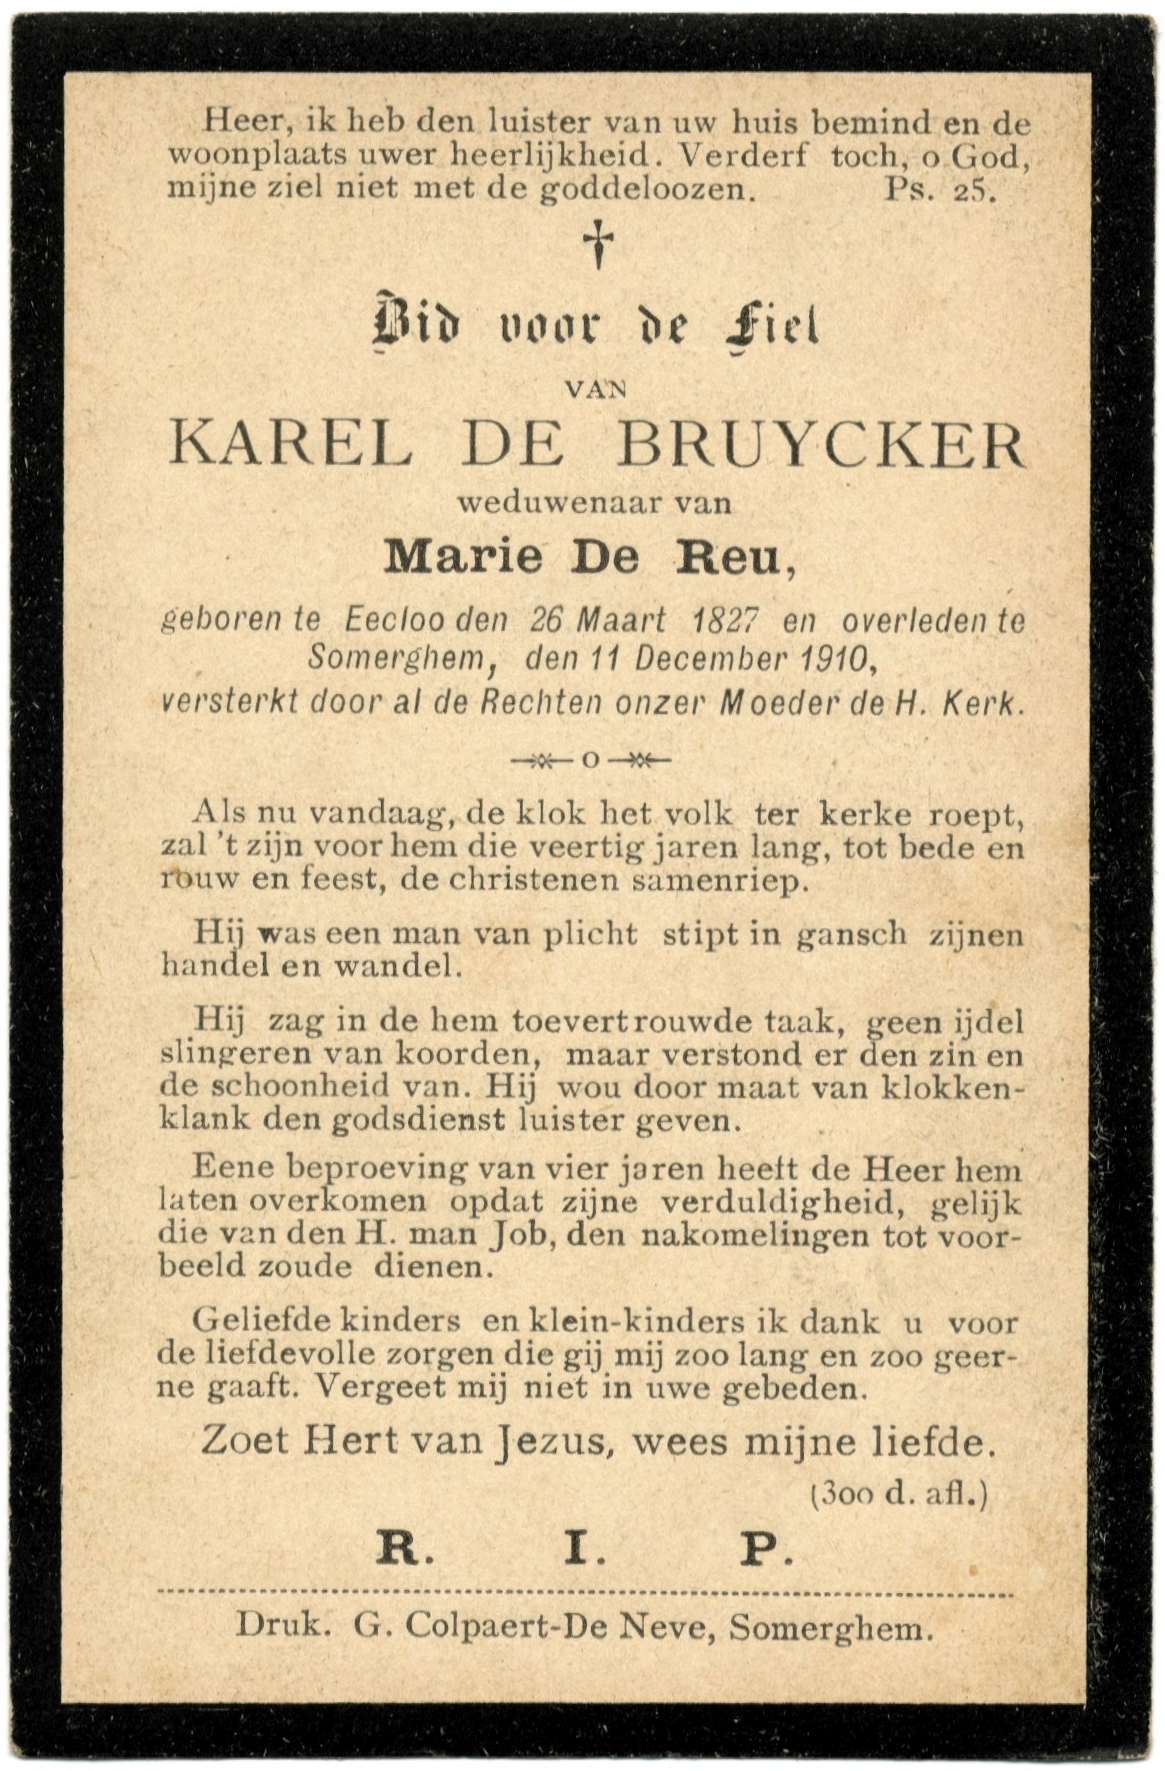 Heer, ik heb den luister van uw huis bemind en de
woonplaats uwer heerlijkheid. Verderf toch, o God,
mijne ziel niet met de goddeloozen. Ps. 25.
†
Bid voor de Ziel
VAN
KAREL DE BRUYCKER
weduwenaar van
Marie De Reu,
geboren te Eecloo den 26 Maart 1827 en overleden te
Somerghem, den 11 December 1910,
versterkt door al de Rechten onzer Moeder de H. Kerk.
o
Als nu vandaag, de klok het volk ter kerke roept,
zal 't zijn voor hem die veertig jaren lang, tot bede en
rouw en feest, de christenen samenriep.
Hij was een man van plicht stipt in gansch zijnen
handel en wandel.
Hij zag in de hem toevertrouwde taak, geen ijdel
slingeren van koorden, maar verstond er den zin en
de schoonheid van. Hij wou door maat van klokken-
klank den godsdienst luister geven.
Eene beproeving van vier jaren heeft de Heer hem
laten overkomen opdat zijne verduldigheid, gelijk
die van den H. man Job, den nakomelingen tot voor-
beeld zoude dienen.
Geliefde kinders en klein-kinders ik dank u voor
de liefdevolle zorgen die gij mij zoo lang en zoo geer-
ne gaaft. Vergeet mij niet in uwe gebeden.
Zoet Hert van Jezus, wees mijne liefde.
(300 d. afl.)
R. I. P.
Druk. G. Colpaert-De Neve, Somerghem.